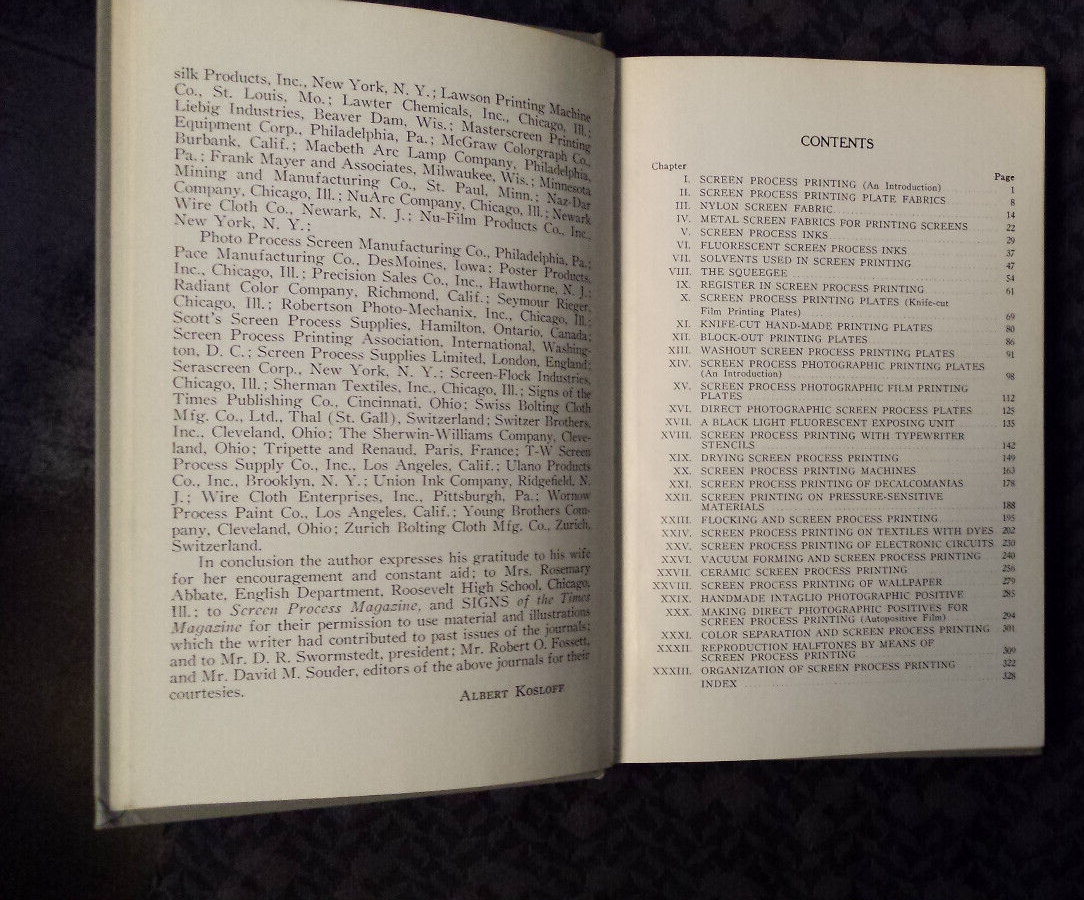 silk Products, Inc., New York, N. Y.; Lawson Printing Machine
Co., St. Louis, Mo.; Lawter Chemicals, Inc., Chicago, Ill.;
Liebig Industries, Beaver Dam, Wis.; Masterscreen Printing
Equipment Corp., Philadelphia, Pa.; McGraw Colorgraph Co.,
Burbank, Calif.; Macbeth Arc Lamp Company, Philadelphia,
Pa.; Frank Mayer and Associates, Milwaukee, Wis.; Minnesota
Mining and Manufacturing Co., St. Paul, Minn.; Naz-Dar
Company, Chicago, Ill.; NuArc Company, Chicago, Ill.; Newark
Wire Cloth Co., Newark, N. J.; Nu-Film Products Co., Inc.,
New York, N. Y.;
Photo Process Screen Manufacturing Co., Philadelphia, Pa.;
Pace Manufacturing Co., DesMoines, Iowa; Poster Products,
Inc., Chicago, Ill.; Precision Sales Co., Inc., Hawthorne, N. J.;
Radiant Color Company, Richmond, Calif.; Seymour Rieger,
Chicago, Ill.; Robertson Photo-Mechanix, Inc., Chicago, Ill.;
Scott's Screen Process Supplies, Hamilton, Ontario, Canada;
Screen Process Printing Association, International, Washing-
ton, D. C.; Screen Process Supplies Limited, London, England;
Serascreen Corp., New York, N. Y.; Screen-Flock Industries,
Chicago, Ill.; Sherman Textiles, Inc., Chicago, Ill.; Signs of the
Times Publishing Co., Cincinnati, Ohio; Swiss Bolting Cloth
Mfg. Co., Ltd., Thal (St. Gall), Switzerland; Switzer Brothers,
Inc., Cleveland, Ohio; The Sherwin-Williams Company, Cleve-
land, Ohio; Tripette and Renaud, Paris, France; T-W Screen
Process Supply Co., Inc., Los Angeles, Calif.; Ulano Products
Co., Inc., Brooklyn, N. Y.; Union Ink Company, Ridgefield, N.
J.; Wire Cloth Enterprises, Inc., Pittsburgh, Pa.; Wornow
Process Paint Co., Los Angeles, Calif.; Young Brothers Com-
pany, Cleveland, Ohio; Zurich Bolting Cloth Mfg. Co., Zurich,
Switzerland.
In conclusion the author expresses his gratitude to his wife
for her encouragement and constant aid; to Mrs. Rosemary
Abbate, English Department, Roosevelt High School, Chicago,
Ill.; to Screen Process Magazine, and SIGNS of the Times
Magazine for their permission to use material and illustrations
which the writer had contributed to past issues of the journals;
and to Mr. D. R. Swormstedt, president; Mr. Robert O. Fossett,
and Mr. David M. Souder, editors of the above journals for their
courtesies.
ALBERT KOSLOFF
CONTENTS
Chapter Page
I. SCREEN PROCESS PRINTING (An Introduction) 1
II. SCREEN PROCESS PRINTING PLATE FABRICS 8
III. NYLON SCREEN FABRIC 14
IV. METAL SCREEN FABRICS FOR PRINTING SCREENS 22
V. SCREEN PROCESS INKS 29
VI. FLUORESCENT SCREEN PROCESS INKS 37
VII. SOLVENTS USED IN SCREEN PRINTING 47
VIII. THE SQUEEGEE 54
IX. REGISTER IN SCREEN PROCESS PRINTING 61
X. SCREEN PROCESS PRINTING PLATES (Knife-cut
Film Printing Plates) 69
XI. KNIFE-CUT HAND-MADE PRINTING PLATES 80
XII. BLOCK-OUT PRINTING PLATES 86
XIII. WASHOUT SCREEN PROCESS PRINTING PLATES 91
XIV. SCREEN PROCESS PHOTOGRAPHIC PRINTING PLATES
(An Introduction) 98
XV. SCREEN PROCESS PHOTOGRAPHIC FILM PRINTING
PLATES 112
XVI. DIRECT PHOTOGRAPHIC SCREEN PROCESS PLATES 125
XVII. A BLACK LIGHT FLUORESCENT EXPOSING UNIT 135
XVIII. SCREEN PROCESS PRINTING WITH TYPEWRITER
STENCILS 142
XIX. DRYING SCREEN PROCESS PRINTING 149
XX. SCREEN PROCESS PRINTING MACHINES 163
XXI. SCREEN PRINTING OF DECALCOMANIAS 178
XXII. SCREEN PRINTING ON PRESSURE-SENSITIVE
MATERIALS 188
XXIII. FLOCKING AND SCREEN PROCESS PRINTING 195
XXIV. SCREEN PROCESS PRINTING ON TEXTILES WITH DYES 202
XXV. SCREEN PROCESS PRINTING OF ELECTRONIC CIRCUITS 230
XXVI. VACUUM FORMING AND SCREEN PROCESS PRINTING 240
XXVII. CERAMIC SCREEN PROCESS PRINTING 256
XXVIII. SCREEN PROCESS PRINTING OF WALLPAPER 279
XXIX. HANDMADE INTAGLIO PHOTOGRAPHIC POSITIVE 285
XXX. MAKING DIRECT PHOTOGRAPHIC POSITIVES FOR
SCREEN PROCESS PRINTING (Autopositive Film) 294
XXXI. COLOR SEPARATION AND SCREEN PROCESS PRINTING 301
XXXII. REPRODUCTION HALFTONES BY MEANS OF
SCREEN PROCESS PRINTING 309
XXXIII. ORGANIZATION OF SCREEN PROCESS PRINTING 322
INDEX 328